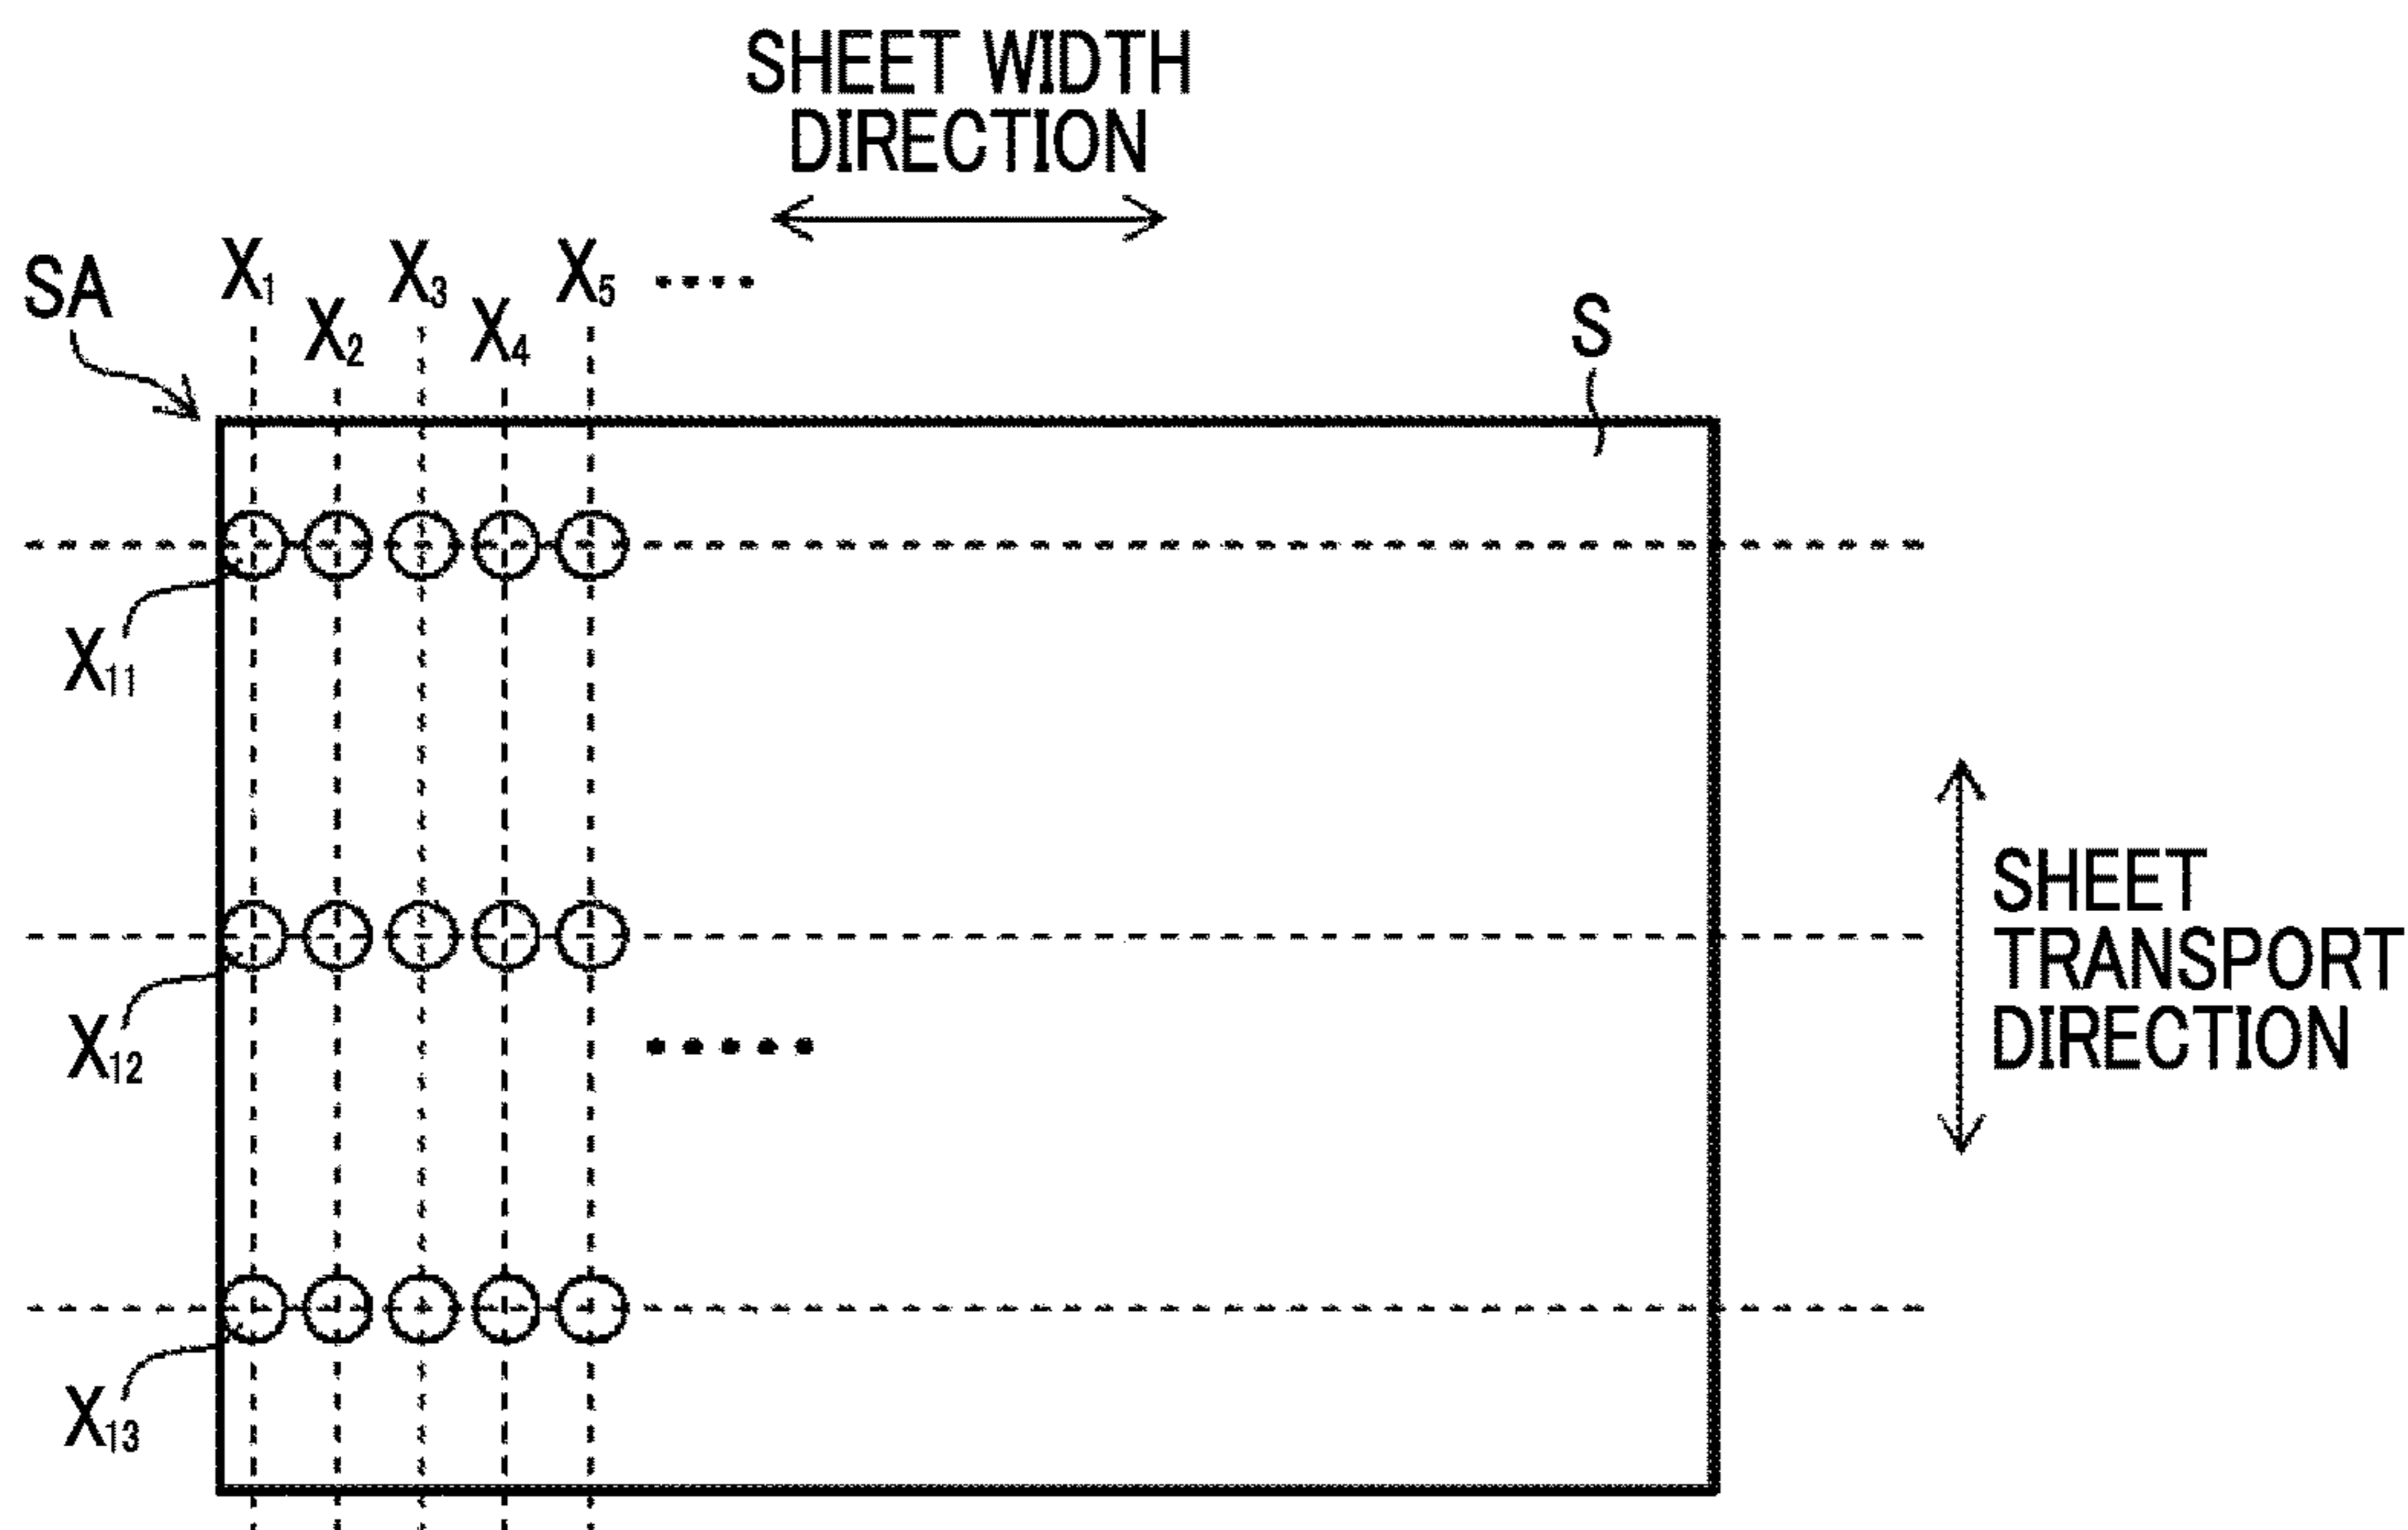 SHEET WIDTH
DIRECTION
SA
X₁
X₂
X₃
X₄
X₅
.....
S
X₁₁
X₁₂
X₁₃
.....
SHEET
TRANSPORT
DIRECTION